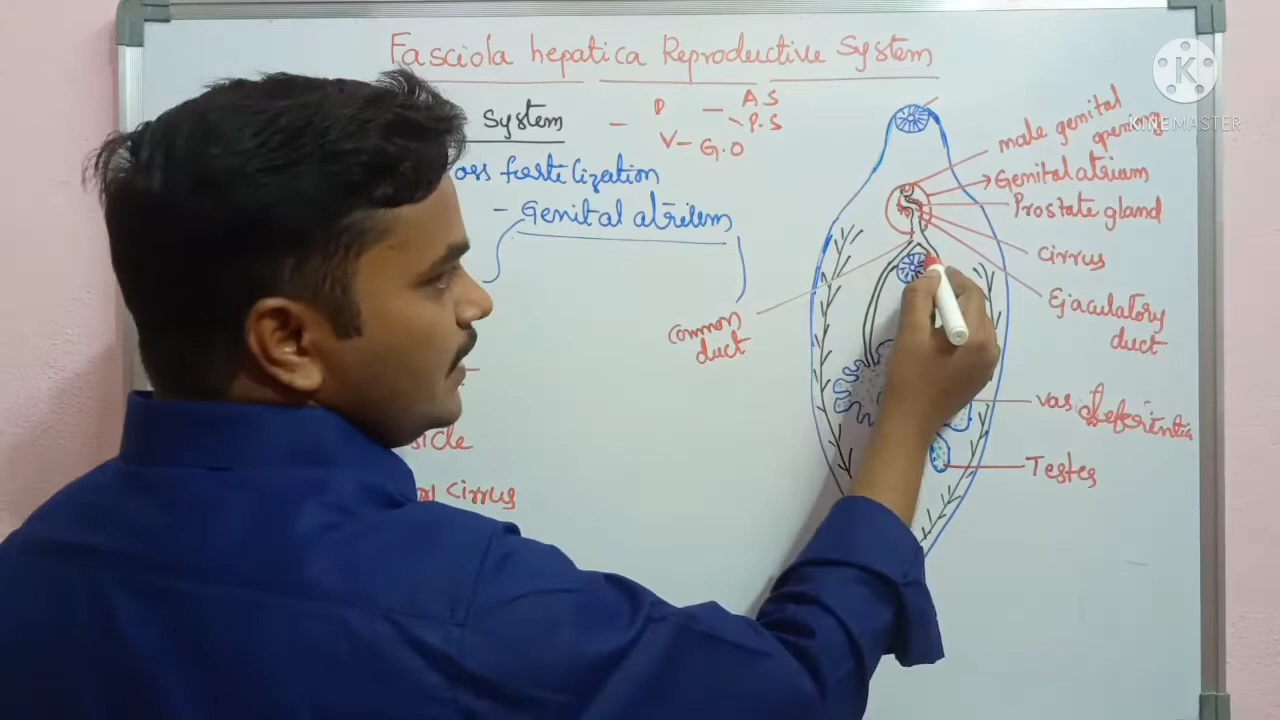 Fasciola hepatica Reproductive System
System - D - A.S
- P.S
V- G.O
oss fertilization
- Genital atrium
male genital
opening
Genital atrium
Prostate gland
Cirrus
Ejaculatory
duct
Common
duct
vas deferentia
Testes
sicle
Cirrus
K
KINEMASTER